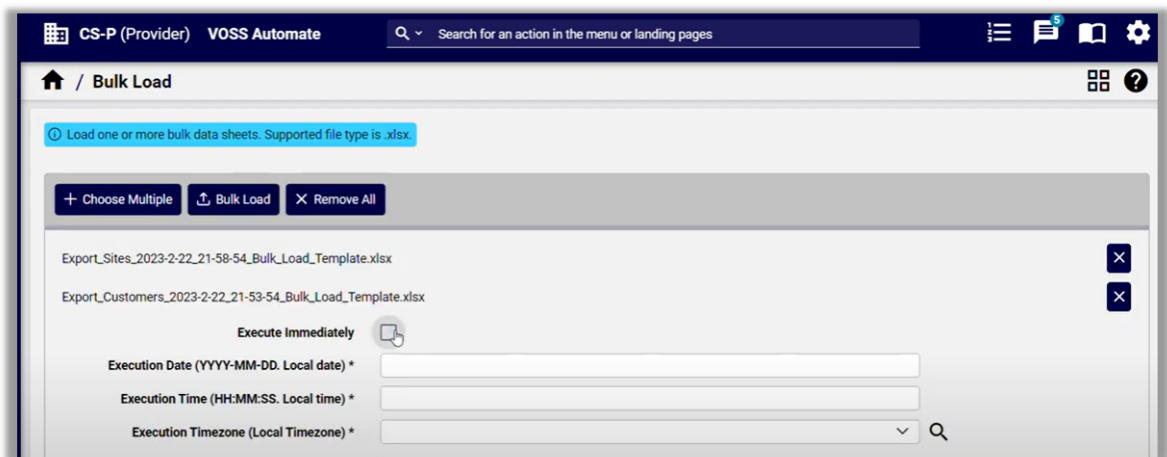 CS-P (Provider) VOSS Automate Search for an action in the menu or landing pages 5
/ Bulk Load
Load one or more bulk data sheets. Supported file type is .xlsx.
Choose Multiple Bulk Load Remove All
Export_Sites_2023-2-22_21-58-54_Bulk_Load_Template.xlsx
Export_Customers_2023-2-22_21-53-54_Bulk_Load_Template.xlsx
Execute Immediately
Execution Date (YYYY-MM-DD. Local date) *
Execution Time (HH:MM:SS. Local time) *
Execution Timezone (Local Timezone) *